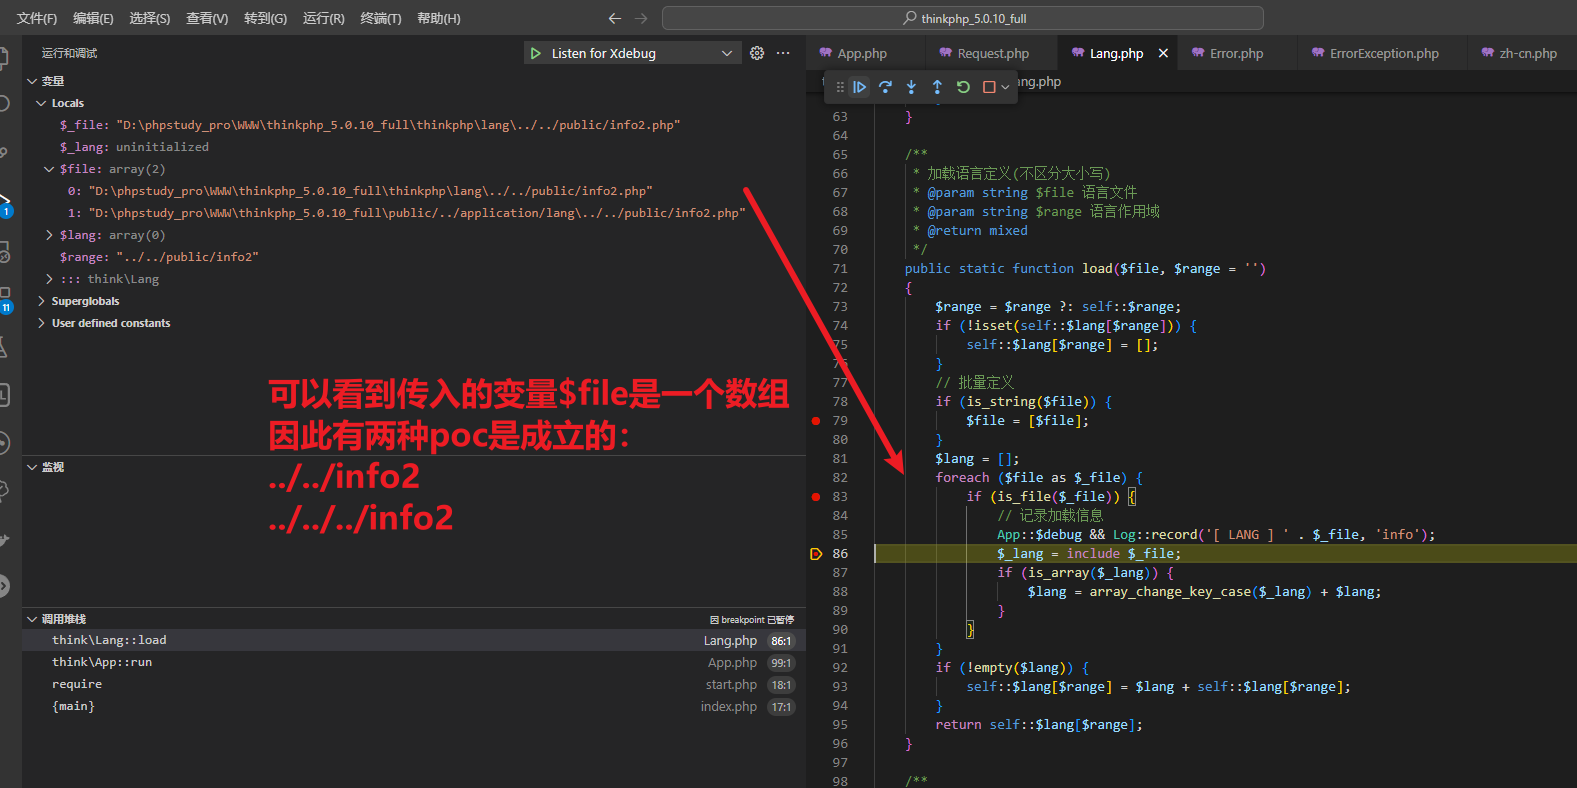 文件(F) 编辑(E) 选择(S) 查看(V) 转到(G) 运行(R) 终端(T) 帮助(H)
thinkphp_5.0.10_full
运行和调试
Listen for Xdebug
变量
Locals
$_file: "D:\phpstudy_pro\WWW\thinkphp_5.0.10_full\thinkphp\lang\../../public/info2.php"
$_lang: uninitialized
$file: array(2)
0: "D:\phpstudy_pro\WWW\thinkphp_5.0.10_full\thinkphp\lang\../../public/info2.php"
1: "D:\phpstudy_pro\WWW\thinkphp_5.0.10_full\public/../application/lang\../../public/info2.php"
$lang: array(0)
$range: "../../public/info2"
::: think\Lang
Superglobals
User defined constants
1
11
可以看到传入的变量$file是一个数组
因此有两种poc是成立的：
../../info2
../../../info2
监视
调用堆栈
因 breakpoint 已暂停
think\Lang::load Lang.php 86:1
think\App::run App.php 99:1
require start.php 18:1
{main} index.php 17:1
App.php Request.php Lang.php Error.php ErrorException.php zh-cn.php
ang.php
63 }
64
65 /**
66 * 加载语言定义(不区分大小写)
67 * @param string $file 语言文件
68 * @param string $range 语言作用域
69 * @return mixed
70 */
71 public static function load($file, $range = '')
72 {
73 $range = $range ?: self::$range;
74 if (!isset(self::$lang[$range])) {
75 self::$lang[$range] = [];
76 }
77 // 批量定义
78 if (is_string($file)) {
79 $file = [$file];
80 }
81 $lang = [];
82 foreach ($file as $_file) {
83 if (is_file($_file)) {
84 // 记录加载信息
85 App::$debug && Log::record('[ LANG ] ' . $_file, 'info');
86 $_lang = include $_file;
87 if (is_array($_lang)) {
88 $lang = array_change_key_case($_lang) + $lang;
89 }
90 }
91 }
92 if (!empty($lang)) {
93 self::$lang[$range] = $lang + self::$lang[$range];
94 }
95 return self::$lang[$range];
96 }
97
98 /**